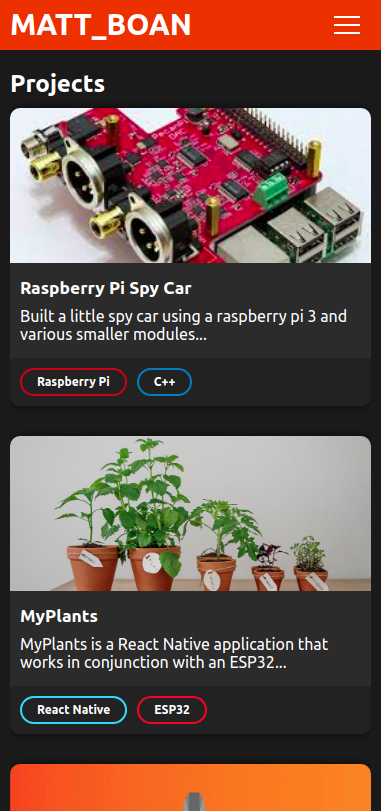 MATT_BOAN
Projects
Raspberry Pi Spy Car
Built a little spy car using a raspberry pi 3 and
various smaller modules...
Raspberry Pi
C++
MyPlants
MyPlants is a React Native application that
works in conjunction with an ESP32...
React Native
ESP32